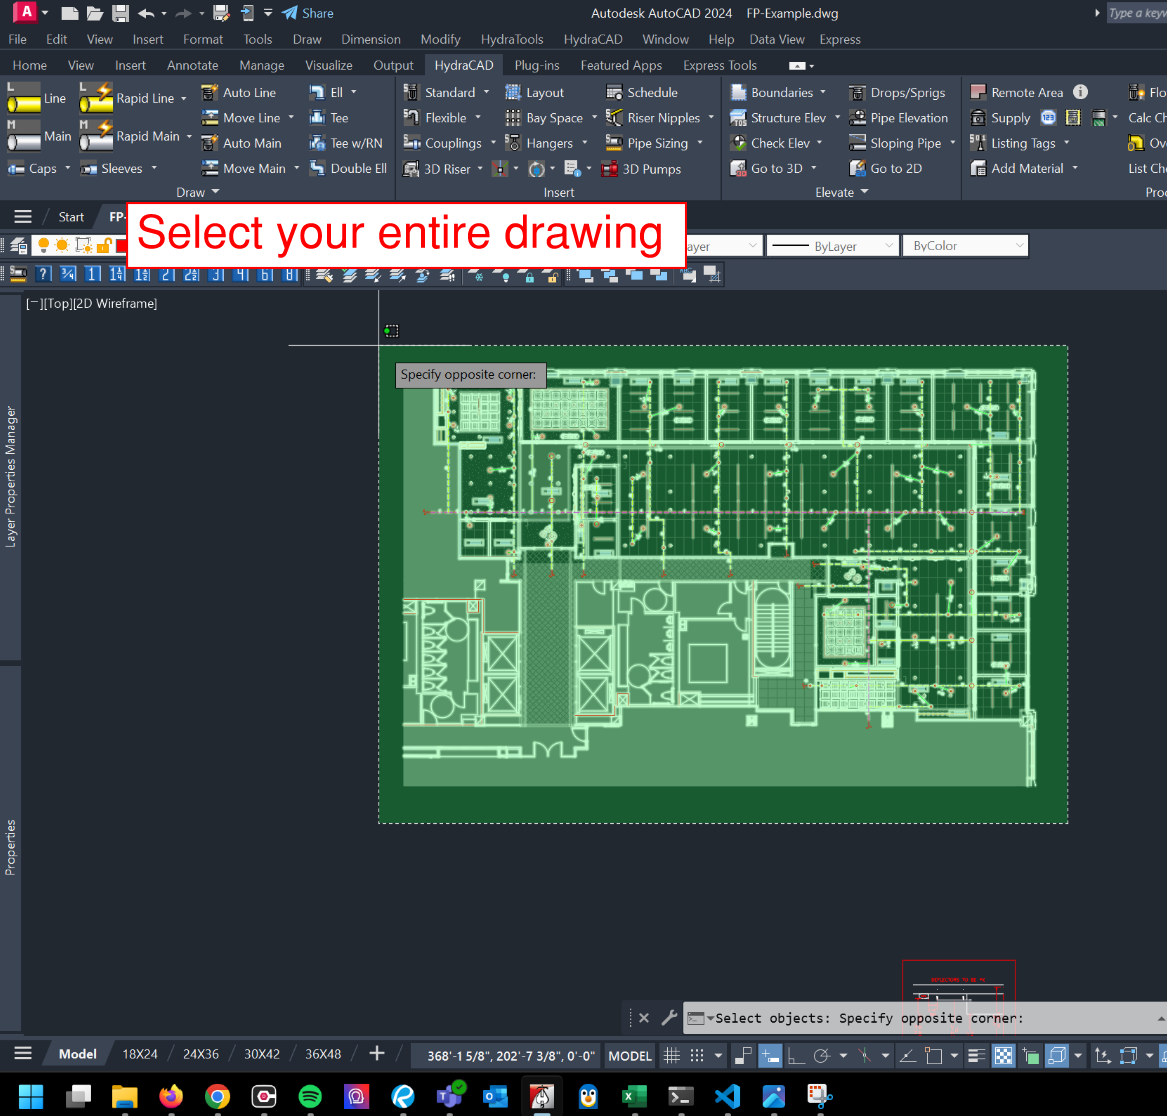 Share
Autodesk AutoCAD 2024 FP-Example.dwg
Type a keyw
File Edit View Insert Format Tools Draw Dimension Modify HydraTools HydraCAD Window Help Data View Express
Home View Insert Annotate Manage Visualize Output HydraCAD Plug-ins Featured Apps Express Tools
Line Rapid Line Auto Line Ell Standard Layout Schedule Boundaries Drops/Sprigs Remote Area Flo
Move Line Tee Flexible Bay Space Riser Nipples Structure Elev Pipe Elevation Supply 123 Calc Ch
Main Rapid Main Auto Main Tee w/RN Couplings Hangers Pipe Sizing Check Elev Sloping Pipe Listing Tags Ov
Caps Sleeves Move Main Double Ell 3D Riser 3D Pumps Go to 3D Go to 2D Add Material List Ch
Draw Insert Elevate Proc
Start FP-
Select your entire drawing
ayer ByLayer ByColor
[−][Top][2D Wireframe]
Specify opposite corner:
Layer Properties Manager
Properties
Select objects: Specify opposite corner:
Model 18X24 24X36 30X42 36X48 368'-1 5/8", 202'-7 3/8", 0'-0" MODEL